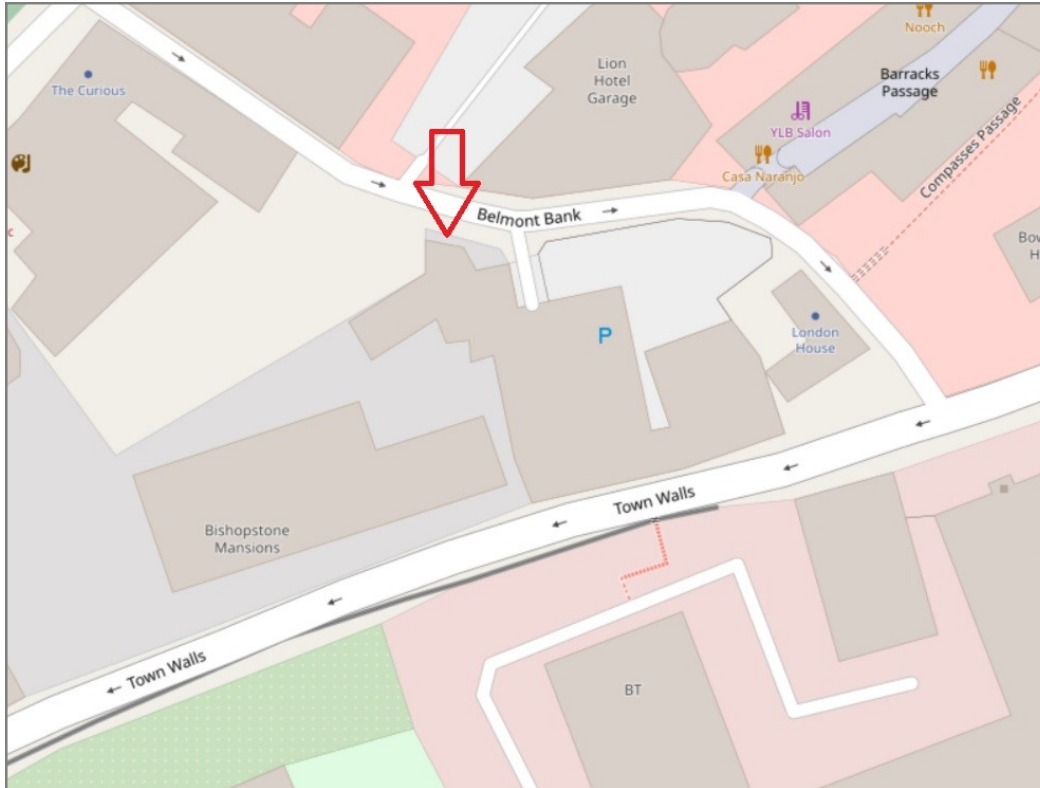 Nooch
The Curious
Lion
Hotel
Garage
Barracks
Passage
YLB Salon
Casa Naranjo
Compasses Passage
Belmont Bank
c
Bow
H
P
London
House
Town Walls
Bishopstone
Mansions
Town Walls
BT